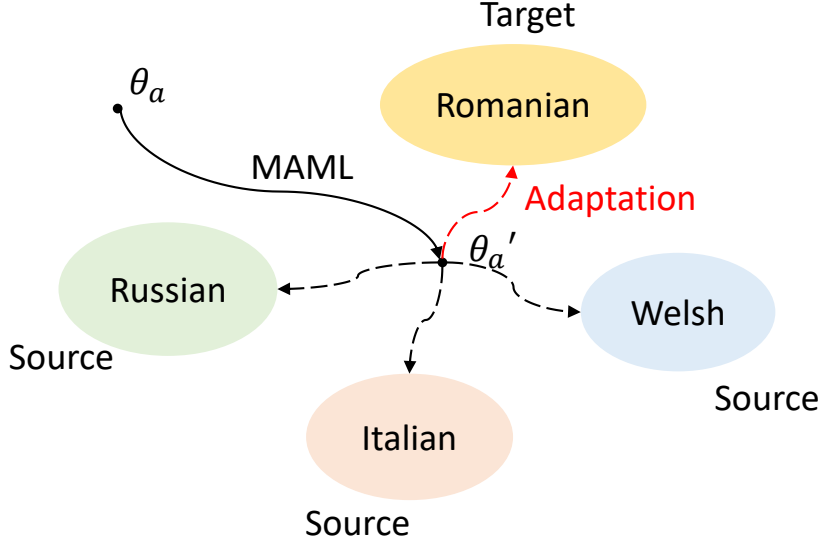 Target
θₐ
Romanian
MAML
Adaptation
θₐ′
Russian
Welsh
Source
Source
Italian
Source